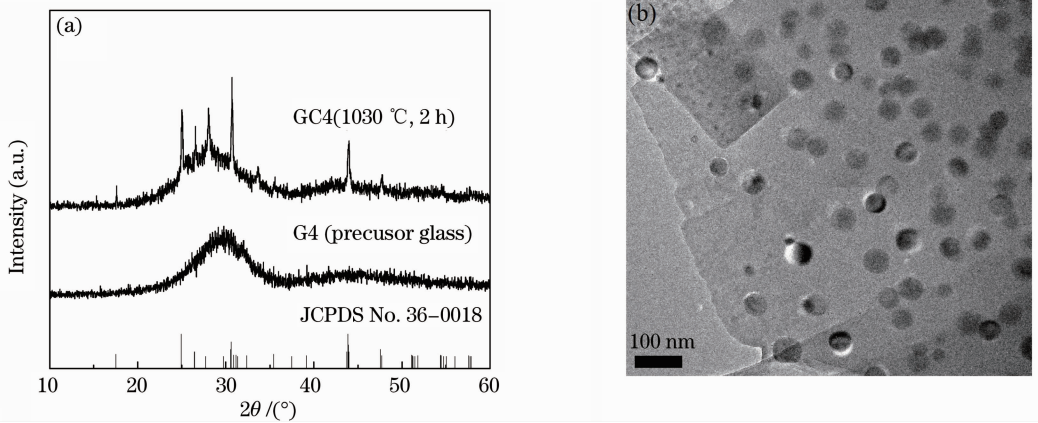 (a)
GC4(1030 ℃, 2 h)
G4 (precusor glass)
JCPDS No. 36-0018
Intensity (a.u.)
10 20 30 40 50 60
2θ /(°)
(b)
100 nm